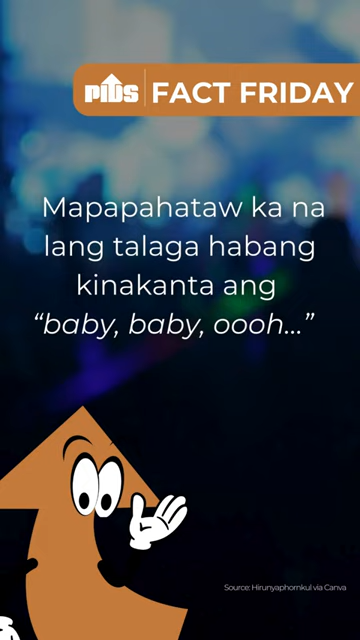 PIDS FACT FRIDAY
Mapapahataw ka na
lang talaga habang
kinakanta ang
“baby, baby, oooh...”
Source: Hirunyaphornkul via Canva